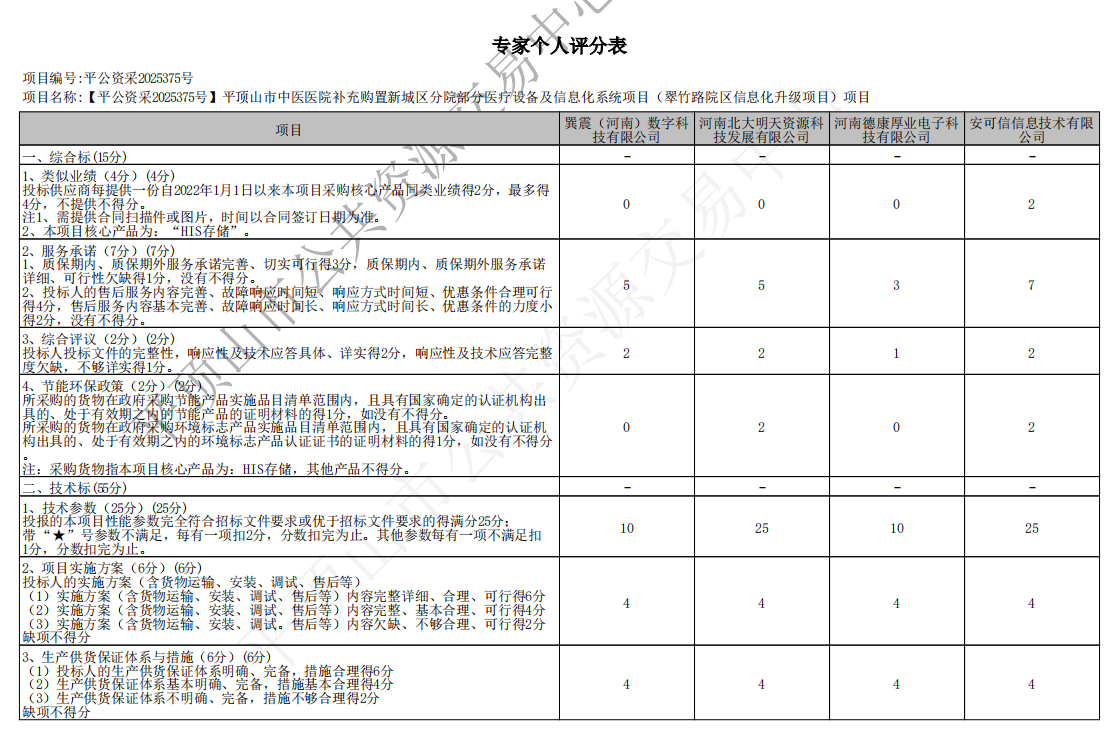 专家个人评分表
项目编号:平公资采2025375号
项目名称:【平公资采2025375号】平顶山市中医医院补充购置新城区分院部分医疗设备及信息化系统项目（翠竹路院区信息化升级项目）项目
项目 巽震（河南）数字科技有限公司 河南北大明天资源科技发展有限公司 河南德康厚业电子科技有限公司 安可信信息技术有限公司
一、综合标(15分) - - - -
1、类似业绩（4分）(4分)
投标供应商每提供一份自2022年1月1日以来本项目采购核心产品同类业绩得2分，最多得
4分，不提供不得分。
注1、需提供合同扫描件或图片，时间以合同签订日期为准。
2、本项目核心产品为：“HIS存储”。
0 0 0 2
2、服务承诺（7分）(7分)
1、质保期内、质保期外服务承诺完善、切实可行得3分，质保期内、质保期外服务承诺
详细、可行性欠缺得1分，没有不得分。
2、投标人的售后服务内容完善、故障响应时间短、响应方式时间短、优惠条件合理可行
得4分，售后服务内容基本完善、故障响应时间长、响应方式时间长、优惠条件的力度小
得2分，没有不得分。
5 5 3 7
3、综合评议（2分）(2分)
投标人投标文件的完整性，响应性及技术应答具体、详实得2分，响应性及技术应答完整
度欠缺，不够详实得1分。
2 2 1 2
4、节能环保政策（2分）(2分)
所采购的货物在政府采购节能产品实施品目清单范围内，且具有国家确定的认证机构出
具的、处于有效期之内的节能产品的证明材料的得1分，如没有不得分。
所采购的货物在政府采购环境标志产品实施品目清单范围内，且具有国家确定的认证机
构出具的、处于有效期之内的环境标志产品认证证书的证明材料的得1分，如没有不得分
。
注：采购货物指本项目核心产品为：HIS存储，其他产品不得分。
0 2 0 2
二、技术标(55分) - - - -
1、技术参数（25分）(25分)
投报的本项目性能参数完全符合招标文件要求或优于招标文件要求的得满分25分；
带“★”号参数不满足，每有一项扣2分，分数扣完为止。其他参数每有一项不满足扣
1分，分数扣完为止。
10 25 10 25
2、项目实施方案（6分）(6分)
投标人的实施方案（含货物运输、安装、调试、售后等）
（1）实施方案（含货物运输、安装、调试、售后等）内容完整详细、合理、可行得6分
（2）实施方案（含货物运输、安装、调试、售后等）内容完整、基本合理、可行得4分
（3）实施方案（含货物运输、安装、调试。售后等）内容欠缺、不够合理、可行得2分
缺项不得分
4 4 4 4
3、生产供货保证体系与措施（6分）(6分)
（1）投标人的生产供货保证体系明确、完备，措施合理得6分
（2）生产供货保证体系基本明确、完备，措施基本合理得4分
（3）生产供货保证体系不明确、完备，措施不够合理得2分
缺项不得分
4 4 4 4
平顶山市公共资源交易中心
平顶山市公共资源交易中心